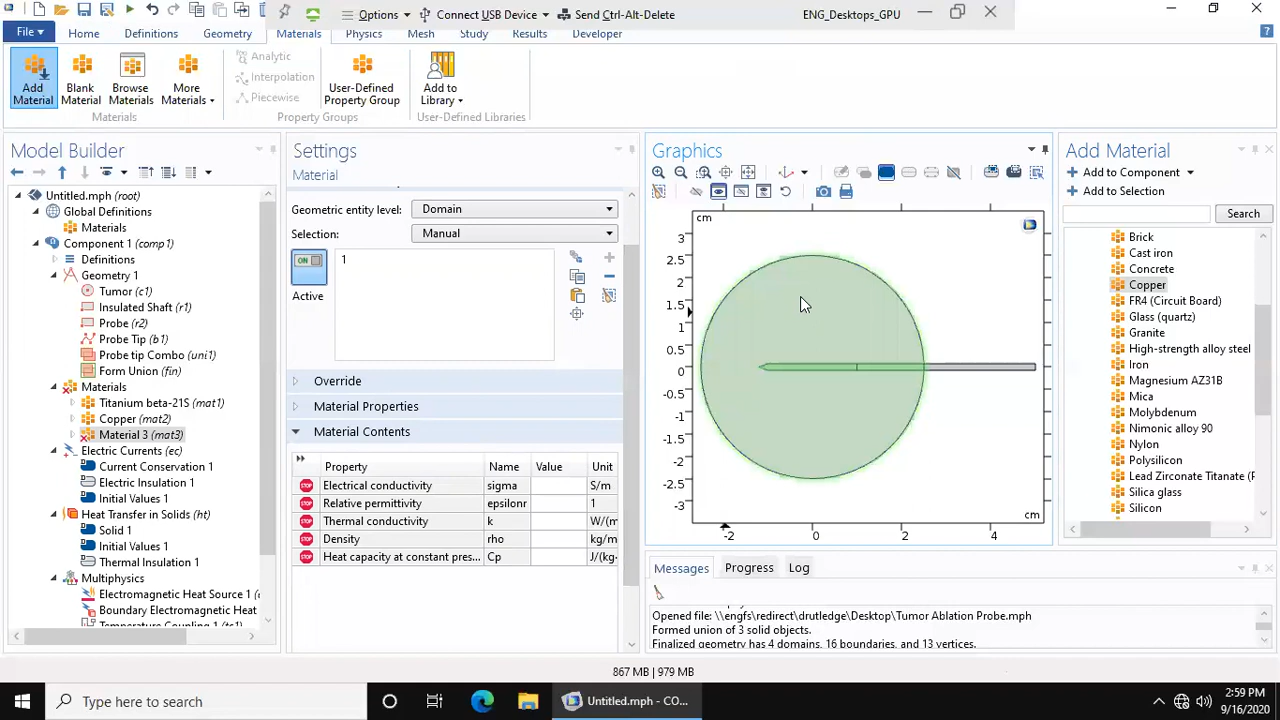 Options
Connect USB Device
Send Ctrl-Alt-Delete
ENG_Desktops_GPU
File
Home
Definitions
Geometry
Materials
Physics
Mesh
Study
Results
Developer
Add
Material
Blank
Material
Browse
Materials
More
Materials
Analytic
Interpolation
Piecewise
User-Defined
Property Group
Add to
Library
Materials
Property Groups
User-Defined Libraries
Model Builder
Untitled.mph (root)
Global Definitions
Materials
Component 1 (comp1)
Definitions
Geometry 1
Tumor (c1)
Insulated Shaft (r1)
Probe (r2)
Probe Tip (b1)
Probe tip Combo (uni1)
Form Union (fin)
Materials
Titanium beta-21S (mat1)
Copper (mat2)
Material 3 (mat3)
Electric Currents (ec)
Current Conservation 1
Electric Insulation 1
Initial Values 1
Heat Transfer in Solids (ht)
Solid 1
Initial Values 1
Thermal Insulation 1
Multiphysics
Electromagnetic Heat Source 1 (
Boundary Electromagnetic Heat
Temperature Coupling 1 (tc1)
Settings
Material
Geometric entity level:
Domain
Selection:
Manual
ON
Active
1
Override
Material Properties
Material Contents
Property Name Value Unit
Electrical conductivity sigma S/m
Relative permittivity epsilonr 1
Thermal conductivity k W/(m
Density rho kg/m
Heat capacity at constant pres... Cp J/(kg·
Graphics
cm
3
2.5
2
1.5
1
0.5
0
-0.5
-1
-1.5
-2
-2.5
-3
cm
-2 0 2 4
Messages
Progress
Log
Opened file: \\engfs\redirect\drutledge\Desktop\Tumor Ablation Probe.mph
Formed union of 3 solid objects.
Finalized geometry has 4 domains, 16 boundaries, and 13 vertices.
Add Material
Add to Component
Add to Selection
Search
Brick
Cast iron
Concrete
Copper
FR4 (Circuit Board)
Glass (quartz)
Granite
High-strength alloy steel
Iron
Magnesium AZ31B
Mica
Molybdenum
Nimonic alloy 90
Nylon
Polysilicon
Lead Zirconate Titanate (F
Silica glass
Silicon
867 MB | 979 MB
Type here to search
Untitled.mph - CO...
2:59 PM
9/16/2020